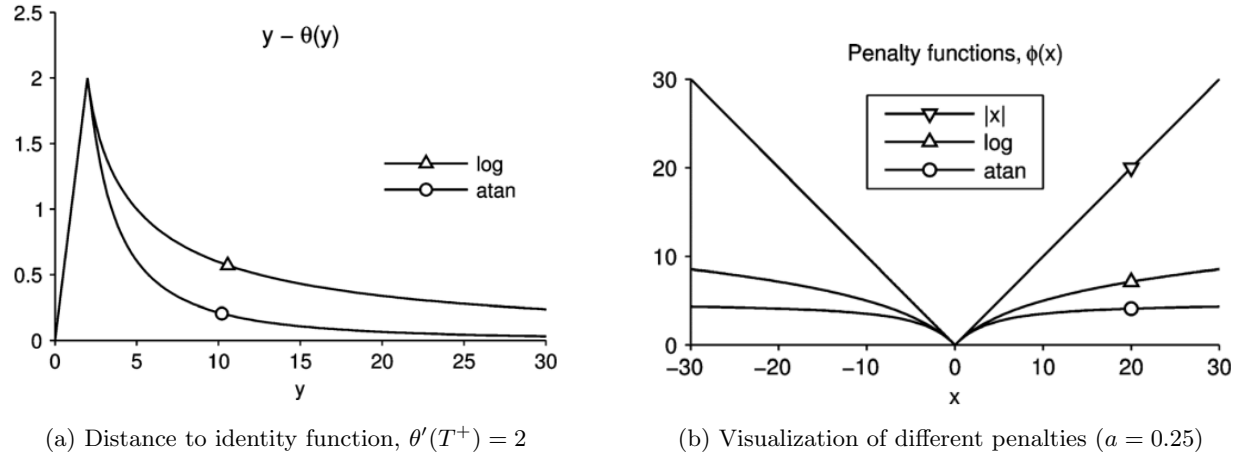 y − θ(y)
2.5
2
1.5
1
0.5
0
0 5 10 15 20 25 30
y
log
atan
(a) Distance to identity function, θ′(T⁺) = 2
Penalty functions, ϕ(x)
30
20
10
0
−30 −20 −10 0 10 20 30
x
|x|
log
atan
(b) Visualization of different penalties (a = 0.25)